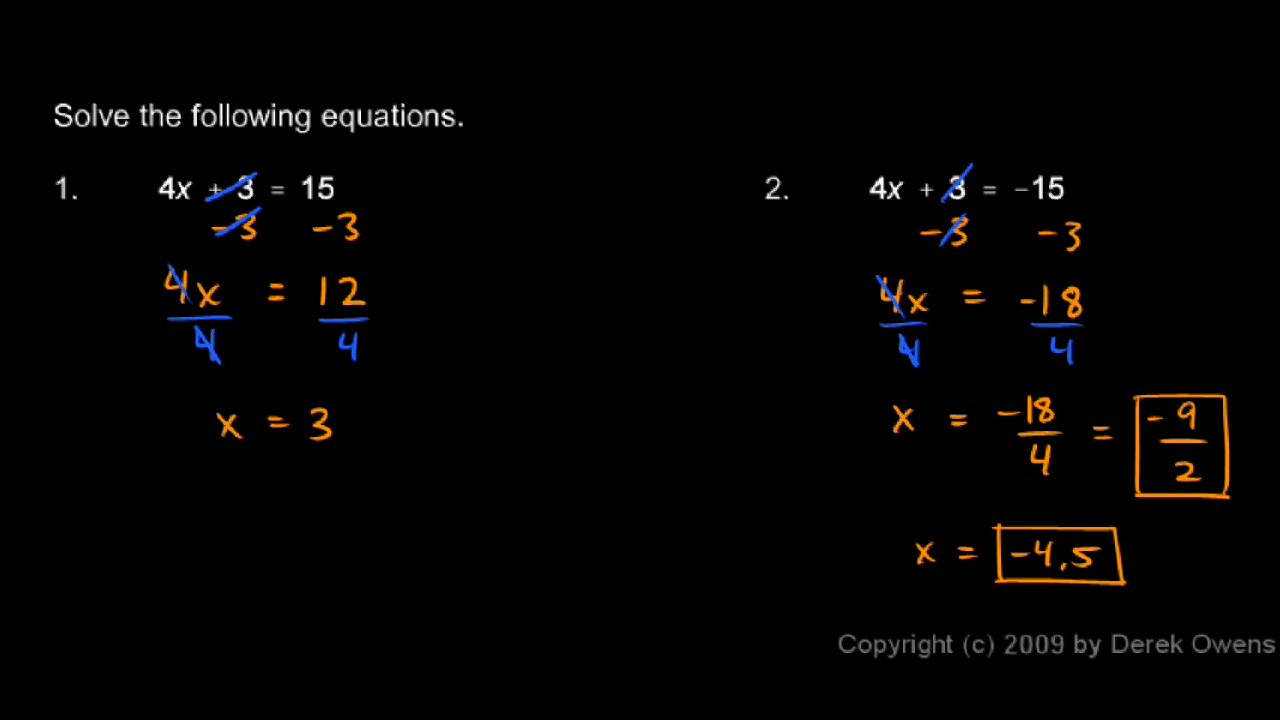 Solve the following equations.
1. 4x + 3 = 15
-3 -3
4x = 12
4 4
x = 3
2. 4x + 3 = -15
-3 -3
4x = -18
4 4
x = -18/4 = -9/2
x = -4.5
Copyright (c) 2009 by Derek Owens